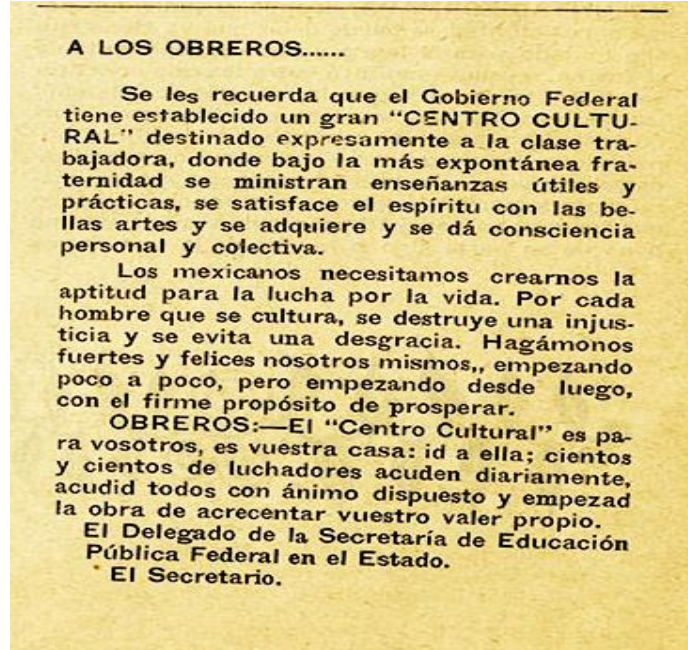 A LOS OBREROS......
Se les recuerda que el Gobierno Federal
tiene establecido un gran "CENTRO CULTU-
RAL" destinado expresamente a la clase tra-
bajadora, donde bajo la más expontánea fra-
ternidad se ministran enseñanzas útiles y
prácticas, se satisface el espíritu con las be-
llas artes y se adquiere y se dá consciencia
personal y colectiva.
Los mexicanos necesitamos crearnos la
aptitud para la lucha por la vida. Por cada
hombre que se cultura, se destruye una injus-
ticia y se evita una desgracia. Hagámonos
fuertes y felices nosotros mismos,, empezando
poco a poco, pero empezando desde luego,
con el firme propósito de prosperar.
OBREROS:—El "Centro Cultural" es pa-
ra vosotros, es vuestra casa: id a ella; cientos
y cientos de luchadores acuden diariamente,
acudid todos con ánimo dispuesto y empezad
la obra de acrecentar vuestro valer propio.
El Delegado de la Secretaría de Educación
Pública Federal en el Estado.
El Secretario.